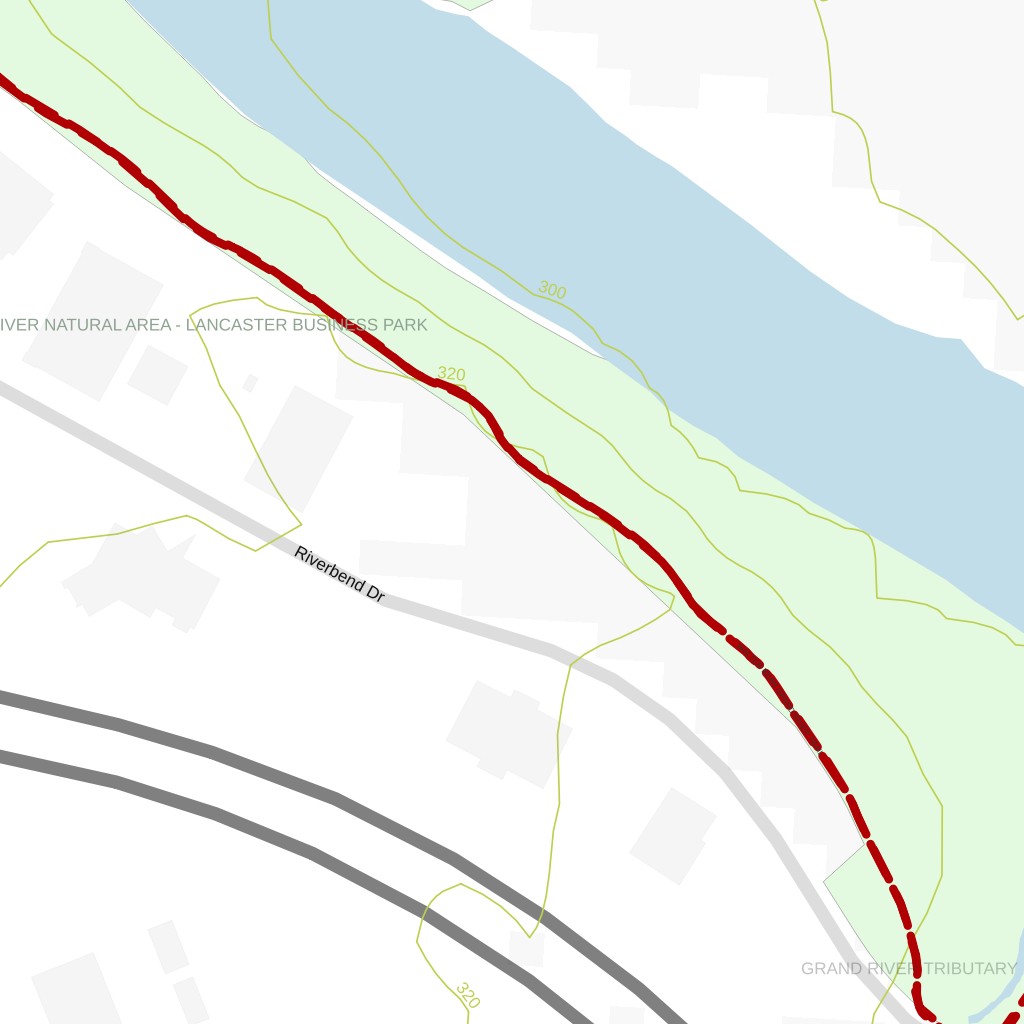 300
IVER NATURAL AREA - LANCASTER BUSINESS PARK
320
Riverbend Dr
GRAND RIVER TRIBUTARY
320